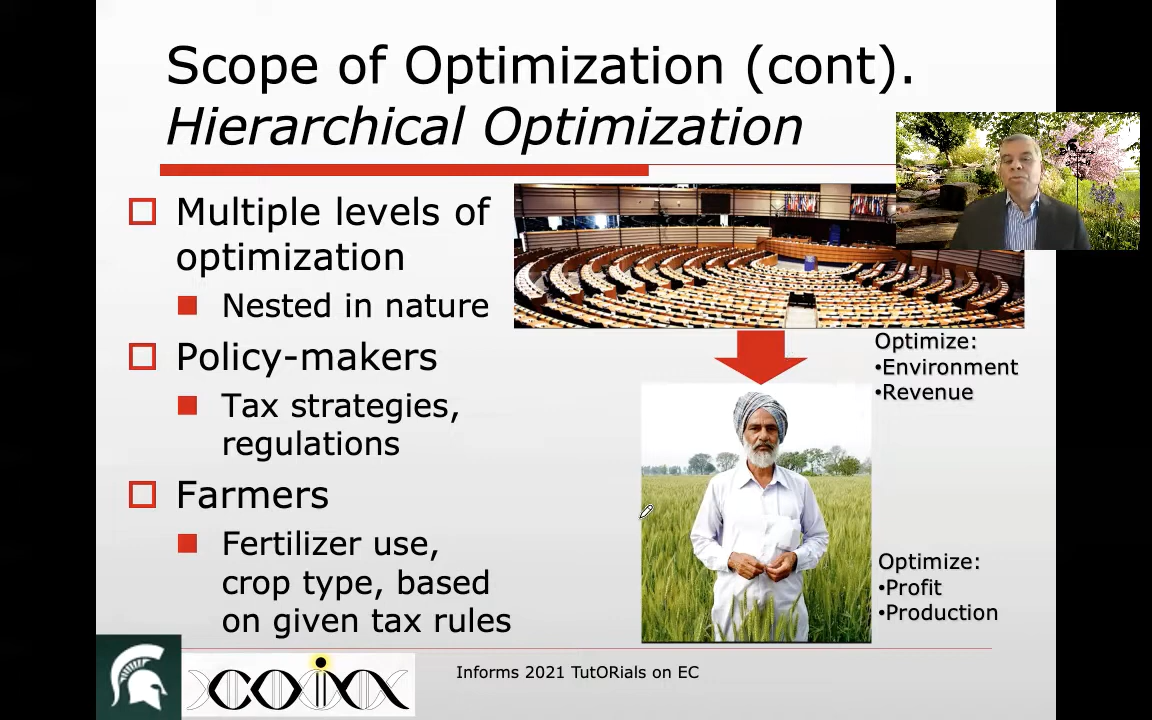 Scope of Optimization (cont).
Hierarchical Optimization
Multiple levels of
optimization
Nested in nature
Policy-makers
Tax strategies,
regulations
Farmers
Fertilizer use,
crop type, based
on given tax rules
Optimize:
•Environment
•Revenue
Optimize:
•Profit
•Production
COIN
Informs 2021 TutORials on EC